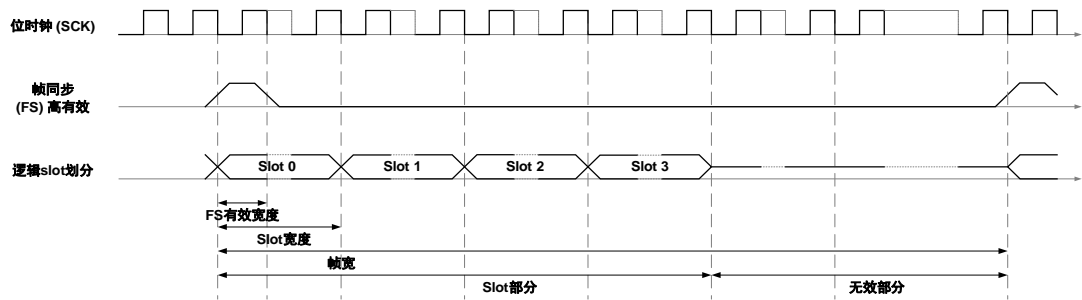 位时钟 (SCK)
帧同步
(FS) 高有效
逻辑slot划分
Slot 0
Slot 1
Slot 2
Slot 3
FS有效宽度
Slot宽度
帧宽
Slot部分
无效部分